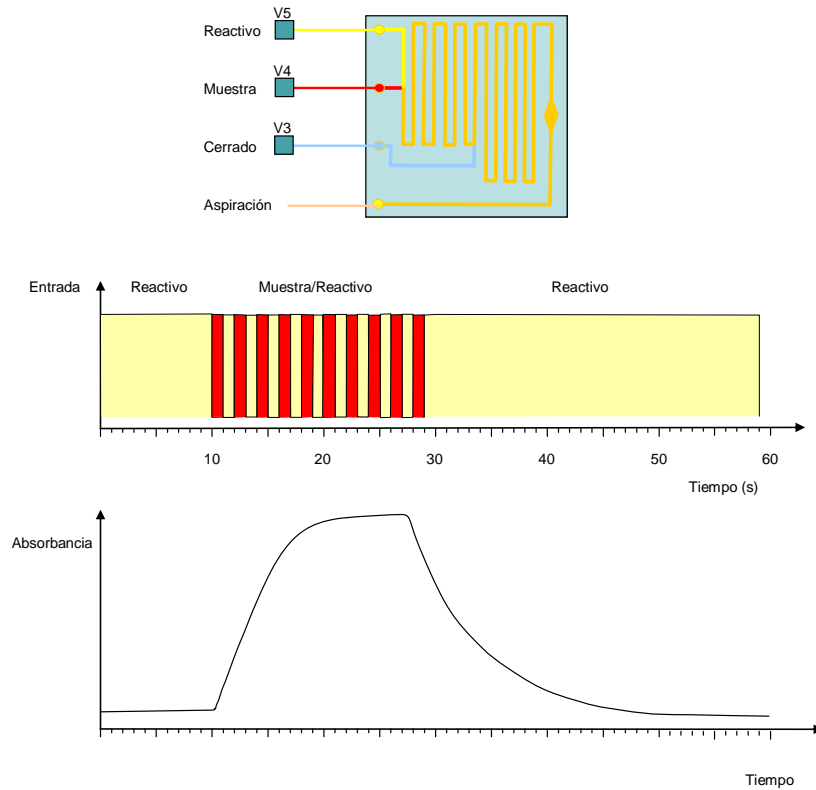 V5
Reactivo
V4
Muestra
V3
Cerrado
Aspiración
Entrada Reactivo Muestra/Reactivo Reactivo
10 20 30 40 50 60
Tiempo (s)
Absorbancia
Tiempo